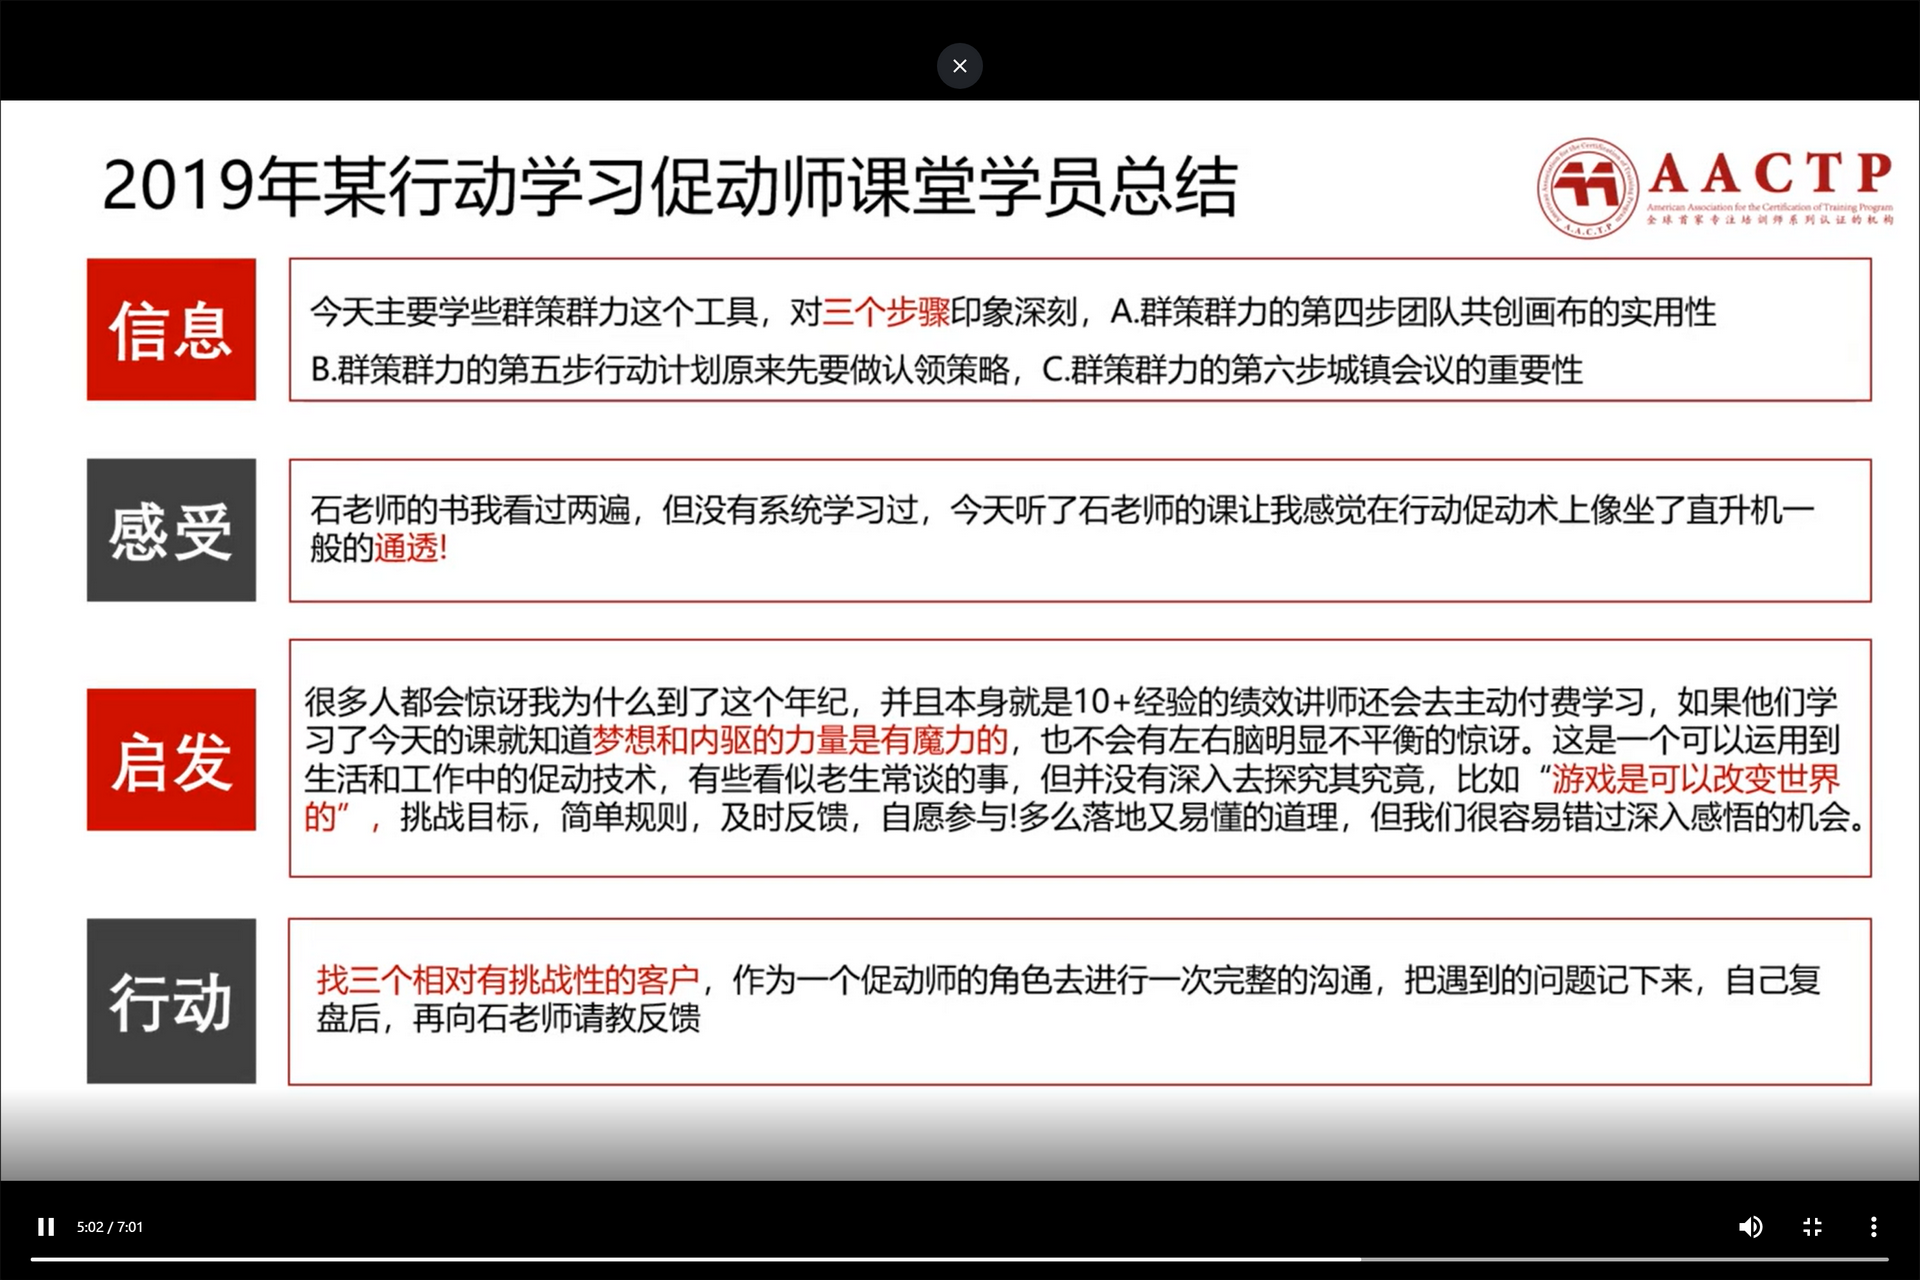 2019年某行动学习促动师课堂学员总结
AACTP
American Association for the Certification of Training Program
全球首家专注培训师系列认证的机构
A.A.C.T.P
信息
今天主要学些群策群力这个工具，对三个步骤印象深刻，A.群策群力的第四步团队共创画布的实用性
B.群策群力的第五步行动计划原来先要做认领策略，C.群策群力的第六步城镇会议的重要性
感受
石老师的书我看过两遍，但没有系统学习过，今天听了石老师的课让我感觉在行动促动术上像坐了直升机一
般的通透!
启发
很多人都会惊讶我为什么到了这个年纪，并且本身就是10+经验的绩效讲师还会去主动付费学习，如果他们学
习了今天的课就知道梦想和内驱的力量是有魔力的，也不会有左右脑明显不平衡的惊讶。这是一个可以运用到
生活和工作中的促动技术，有些看似老生常谈的事，但并没有深入去探究其究竟，比如“游戏是可以改变世界
的”，挑战目标，简单规则，及时反馈，自愿参与!多么落地又易懂的道理，但我们很容易错过深入感悟的机会。
行动
找三个相对有挑战性的客户，作为一个促动师的角色去进行一次完整的沟通，把遇到的问题记下来，自己复
盘后，再向石老师请教反馈
5:02 / 7:01